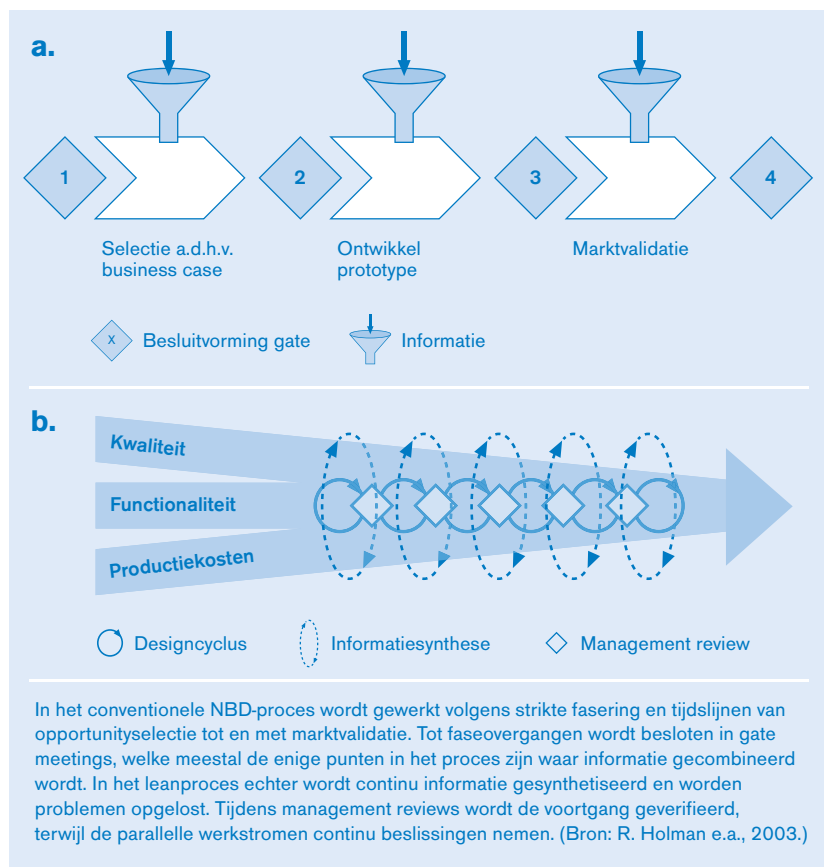 a.
1
2
3
4
Selectie a.d.h.v.
business case
Ontwikkel
prototype
Marktvalidatie
X
Besluitvorming gate
Informatie
b.
Kwaliteit
Functionaliteit
Productiekosten
Designcyclus
Informatiesynthese
Management review
In het conventionele NBD-proces wordt gewerkt volgens strikte fasering en tijdslijnen van
opportunityselectie tot en met marktvalidatie. Tot faseovergangen wordt besloten in gate
meetings, welke meestal de enige punten in het proces zijn waar informatie gecombineerd
wordt. In het leanproces echter wordt continu informatie gesynthetiseerd en worden
problemen opgelost. Tijdens management reviews wordt de voortgang geverifieerd,
terwijl de parallelle werkstromen continu beslissingen nemen. (Bron: R. Holman e.a., 2003.)